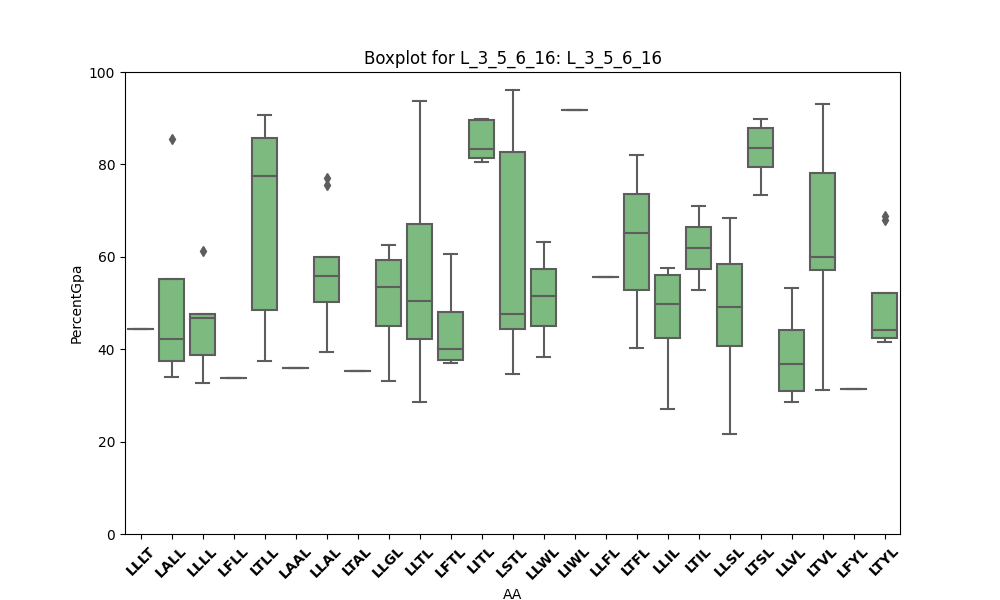 Boxplot for L_3_5_6_16: L_3_5_6_16
100
80
60
40
20
0
PercentGpa
LLLT LALL LLLL LFLL LTLL LAAL LLAL LTAL LLGL LLTL LFTL LITL LSTL LLWL LIWL LLFL LTFL LLIL LTIL LLSL LTSL LLVL LTVL LFYL LTYL
AA